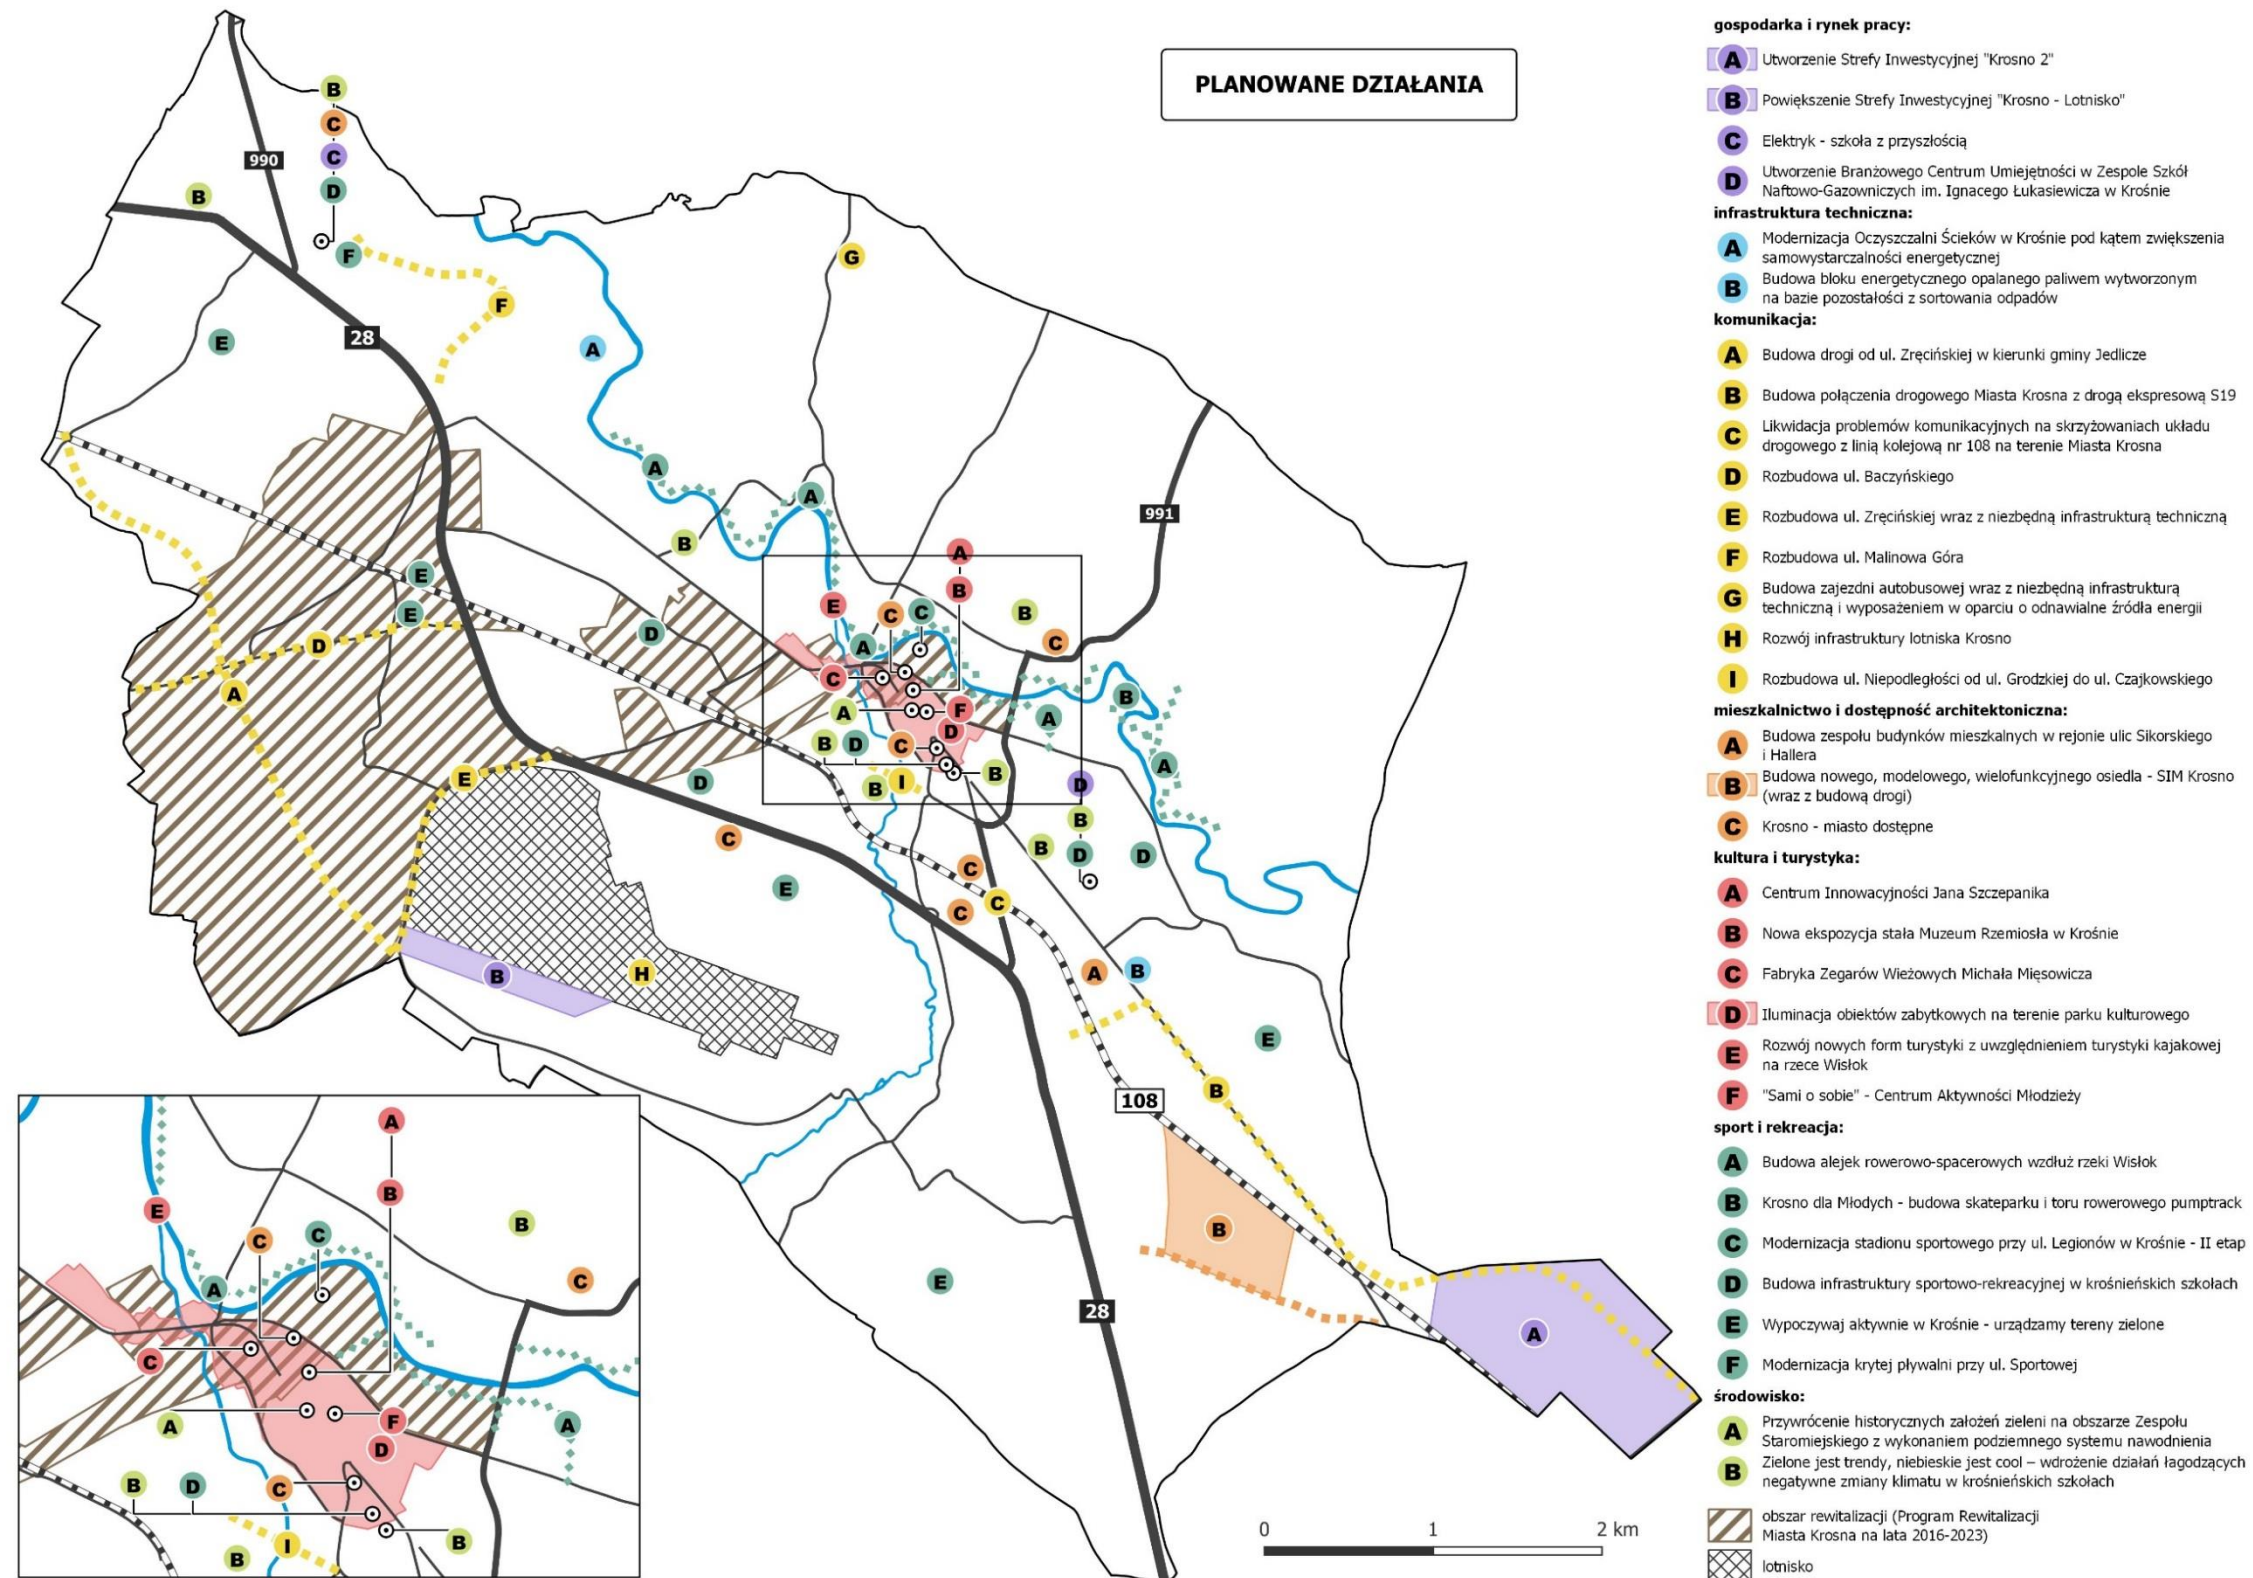 PLANOWANE DZIAŁANIA
B
C
C
D
990
B
F
F
G
28
E
A
A
A
991
B
A
B
E
C
C
B
C
D
A
E
E
D
A
C
F
D
A
B
A
B
D
C
A
E
D
B
I
B
D
B
D
C
E
C
B
D
C
C
C
B
H
A
B
E
108
B
B
E
28
A
A
B
E
C
C
B
C
A
C
F
A
D
A
B
D
C
B
B
I
0
1
2 km
gospodarka i rynek pracy:
A Utworzenie Strefy Inwestycyjnej "Krosno 2"
B Powiększenie Strefy Inwestycyjnej "Krosno - Lotnisko"
C Elektryk - szkoła z przyszłością
D Utworzenie Branżowego Centrum Umiejętności w Zespole Szkół
Naftowo-Gazowniczych im. Ignacego Łukasiewicza w Krośnie
infrastruktura techniczna:
A Modernizacja Oczyszczalni Ścieków w Krośnie pod kątem zwiększenia
samowystarczalności energetycznej
B Budowa bloku energetycznego opalanego paliwem wytworzonym
na bazie pozostałości z sortowania odpadów
komunikacja:
A Budowa drogi od ul. Zręcińskiej w kierunki gminy Jedlicze
B Budowa połączenia drogowego Miasta Krosna z drogą ekspresową S19
C Likwidacja problemów komunikacyjnych na skrzyżowaniach układu
drogowego z linią kolejową nr 108 na terenie Miasta Krosna
D Rozbudowa ul. Baczyńskiego
E Rozbudowa ul. Zręcińskiej wraz z niezbędną infrastrukturą techniczną
F Rozbudowa ul. Malinowa Góra
G Budowa zajezdni autobusowej wraz z niezbędną infrastrukturą
techniczną i wyposażeniem w oparciu o odnawialne źródła energii
H Rozwój infrastruktury lotniska Krosno
I Rozbudowa ul. Niepodległości od ul. Grodzkiej do ul. Czajkowskiego
mieszkalnictwo i dostępność architektoniczna:
A Budowa zespołu budynków mieszkalnych w rejonie ulic Sikorskiego
i Hallera
B Budowa nowego, modelowego, wielofunkcyjnego osiedla - SIM Krosno
(wraz z budową drogi)
C Krosno - miasto dostępne
kultura i turystyka:
A Centrum Innowacyjności Jana Szczepanika
B Nowa ekspozycja stała Muzeum Rzemiosła w Krośnie
C Fabryka Zegarów Wieżowych Michała Mięsowicza
D Iluminacja obiektów zabytkowych na terenie parku kulturowego
E Rozwój nowych form turystyki z uwzględnieniem turystyki kajakowej
na rzece Wisłok
F "Sami o sobie" - Centrum Aktywności Młodzieży
sport i rekreacja:
A Budowa alejek rowerowo-spacerowych wzdłuż rzeki Wisłok
B Krosno dla Młodych - budowa skateparku i toru rowerowego pumptrack
C Modernizacja stadionu sportowego przy ul. Legionów w Krośnie - II etap
D Budowa infrastruktury sportowo-rekreacyjnej w krośnieńskich szkołach
E Wypoczywaj aktywnie w Krośnie - urządzamy tereny zielone
F Modernizacja krytej pływalni przy ul. Sportowej
środowisko:
A Przywrócenie historycznych założeń zieleni na obszarze Zespołu
Staromiejskiego z wykonaniem podziemnego systemu nawodnienia
B Zielone jest trendy, niebieskie jest cool – wdrożenie działań łagodzących
negatywne zmiany klimatu w krośnieńskich szkołach
obszar rewitalizacji (Program Rewitalizacji
Miasta Krosna na lata 2016-2023)
lotnisko